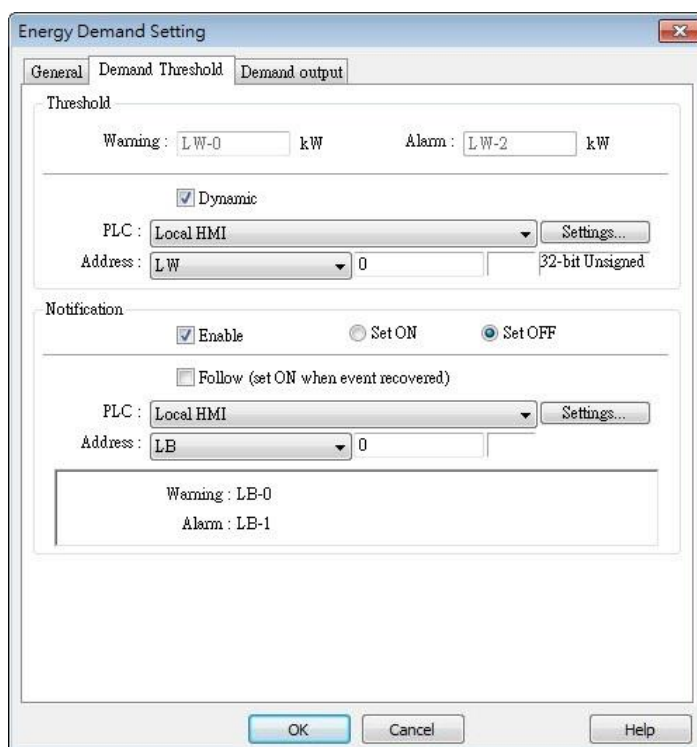 Energy Demand Setting
General Demand Threshold Demand output
Threshold
Warning : LW-0 kW Alarm : LW-2 kW
Dynamic
PLC : Local HMI Settings...
Address : LW 0 32-bit Unsigned
Notification
Enable Set ON Set OFF
Follow (set ON when event recovered)
PLC : Local HMI Settings...
Address : LB 0
Warning : LB-0
Alarm : LB-1
OK Cancel Help